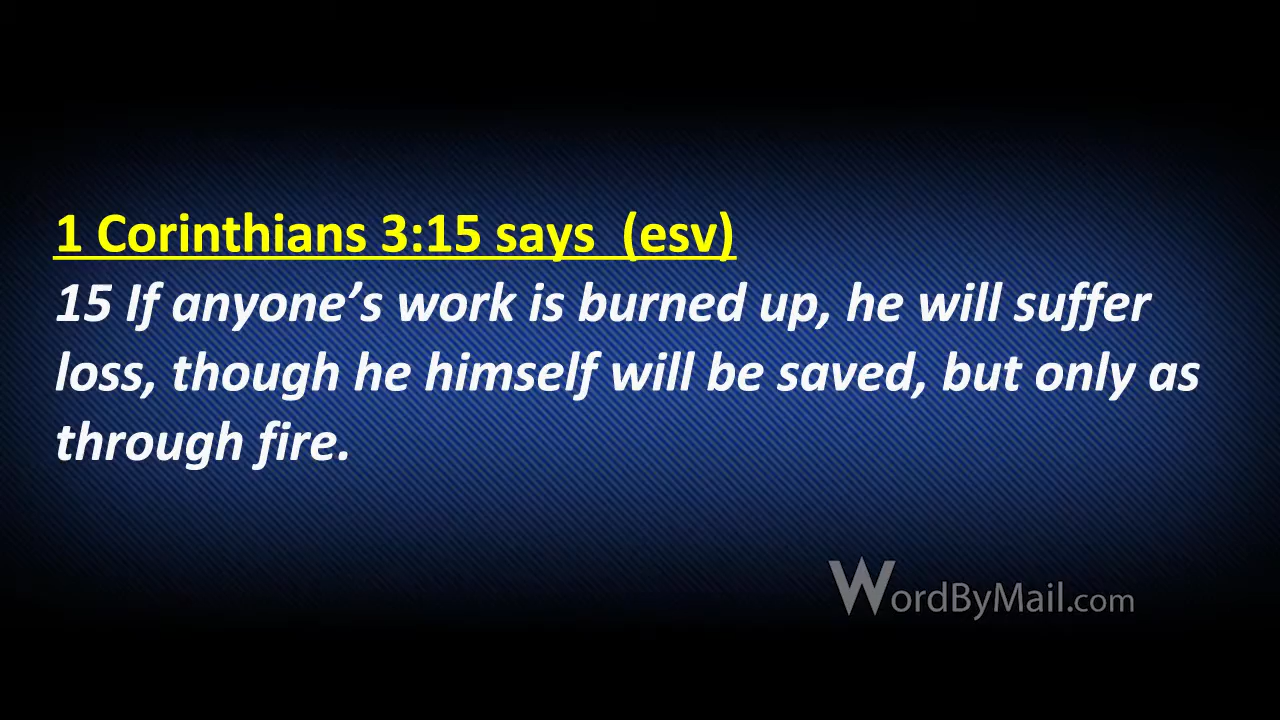 1 Corinthians 3:15 says  (esv)
15 If anyone’s work is burned up, he will suffer
loss, though he himself will be saved, but only as
through fire.
WordByMail.com